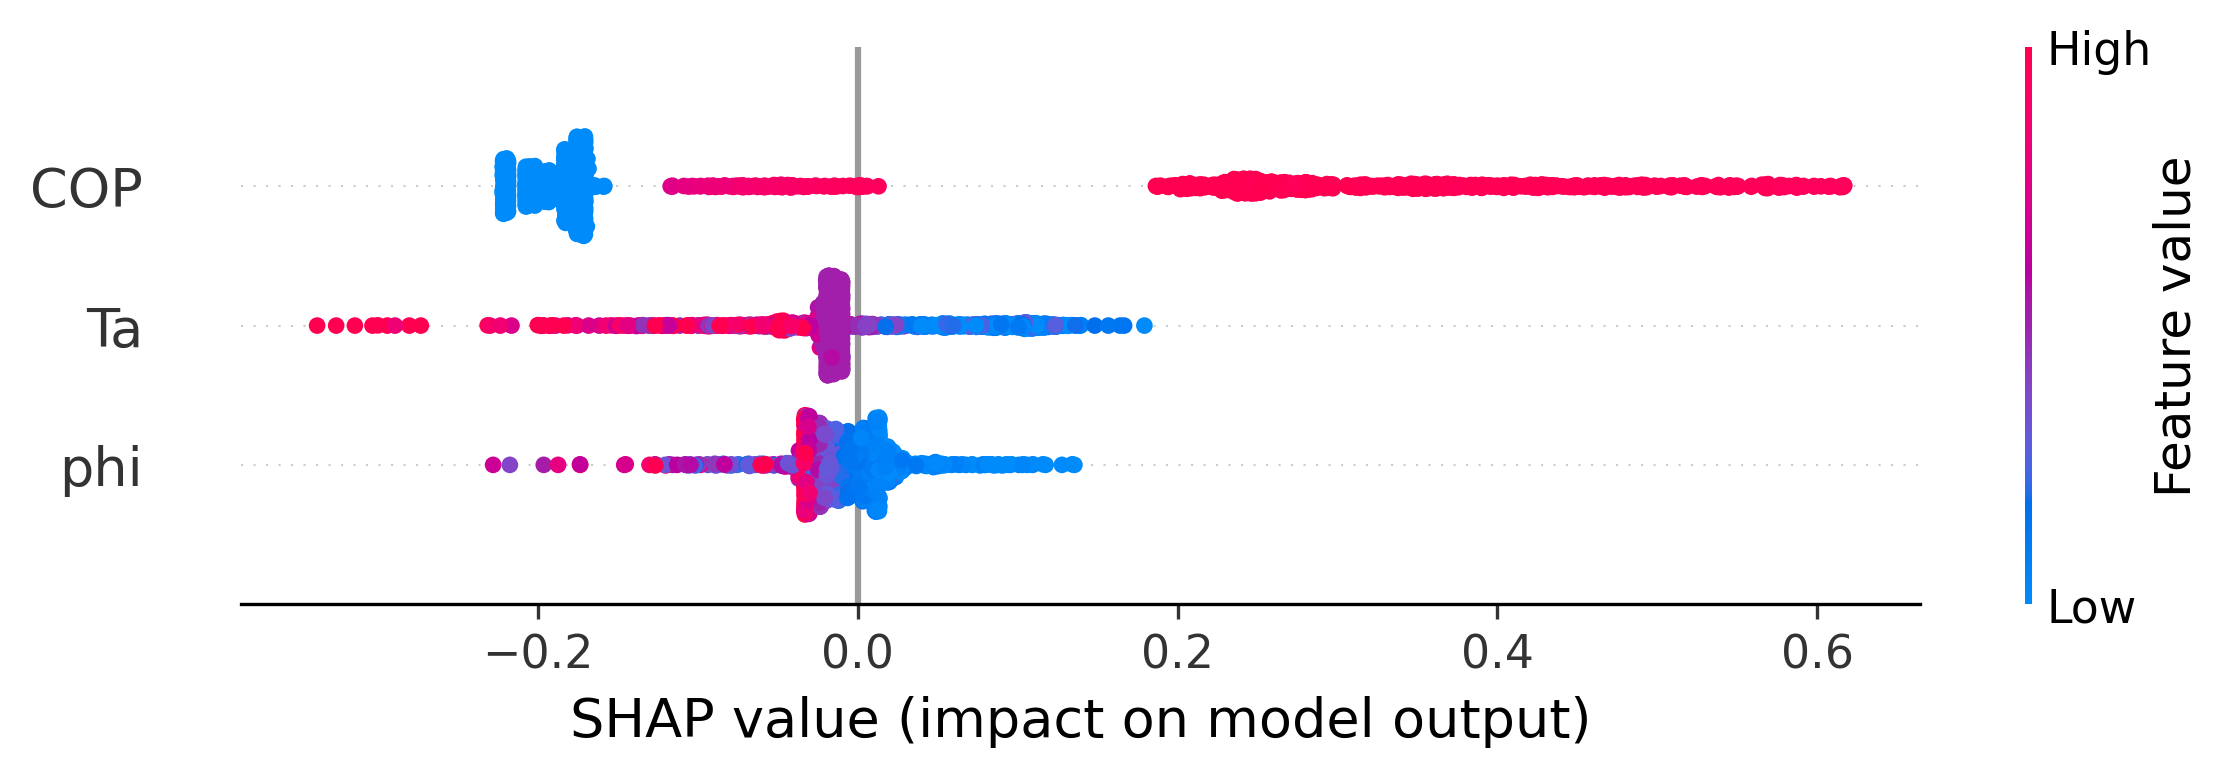 High
COP
Ta
phi
Feature value
Low
−0.2 0.0 0.2 0.4 0.6
SHAP value (impact on model output)